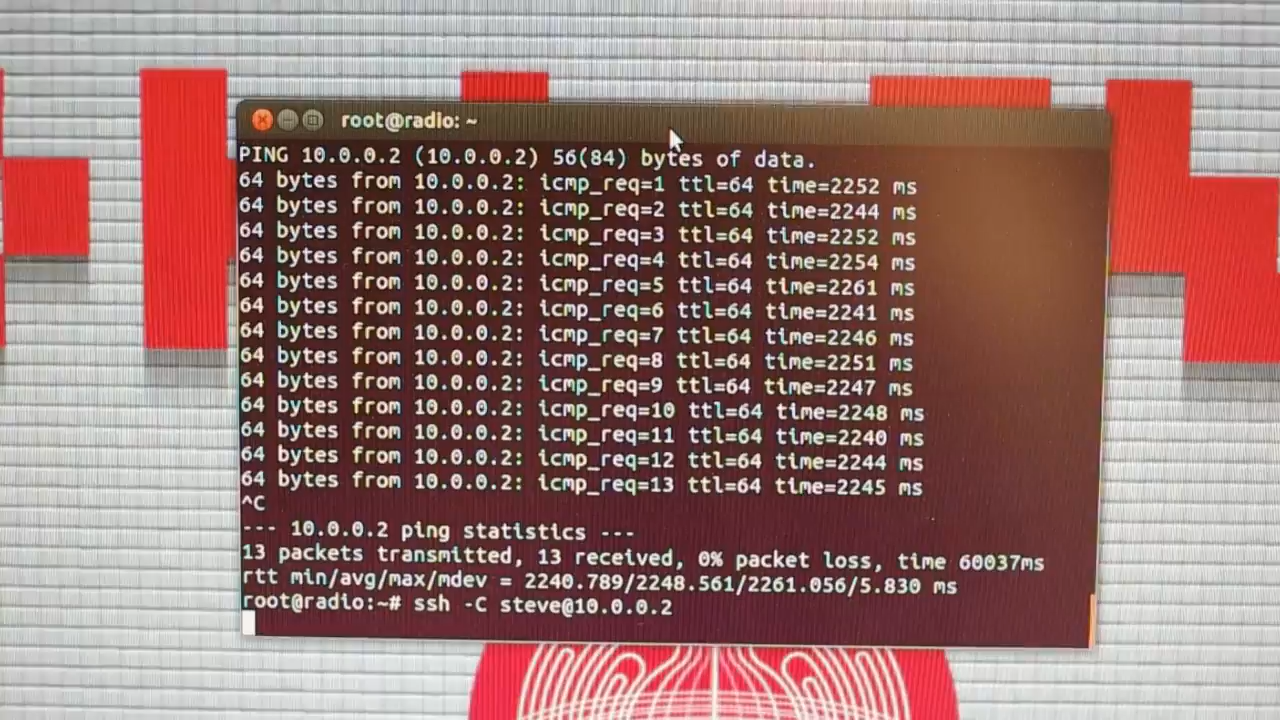 root@radio: ~
PING 10.0.0.2 (10.0.0.2) 56(84) bytes of data.
64 bytes from 10.0.0.2: icmp_req=1 ttl=64 time=2252 ms
64 bytes from 10.0.0.2: icmp_req=2 ttl=64 time=2244 ms
64 bytes from 10.0.0.2: icmp_req=3 ttl=64 time=2252 ms
64 bytes from 10.0.0.2: icmp_req=4 ttl=64 time=2254 ms
64 bytes from 10.0.0.2: icmp_req=5 ttl=64 time=2261 ms
64 bytes from 10.0.0.2: icmp_req=6 ttl=64 time=2241 ms
64 bytes from 10.0.0.2: icmp_req=7 ttl=64 time=2246 ms
64 bytes from 10.0.0.2: icmp_req=8 ttl=64 time=2251 ms
64 bytes from 10.0.0.2: icmp_req=9 ttl=64 time=2247 ms
64 bytes from 10.0.0.2: icmp_req=10 ttl=64 time=2248 ms
64 bytes from 10.0.0.2: icmp_req=11 ttl=64 time=2240 ms
64 bytes from 10.0.0.2: icmp_req=12 ttl=64 time=2244 ms
64 bytes from 10.0.0.2: icmp_req=13 ttl=64 time=2245 ms
^C
--- 10.0.0.2 ping statistics ---
13 packets transmitted, 13 received, 0% packet loss, time 60037ms
rtt min/avg/max/mdev = 2240.789/2248.561/2261.056/5.830 ms
root@radio:~# ssh -C steve@10.0.0.2